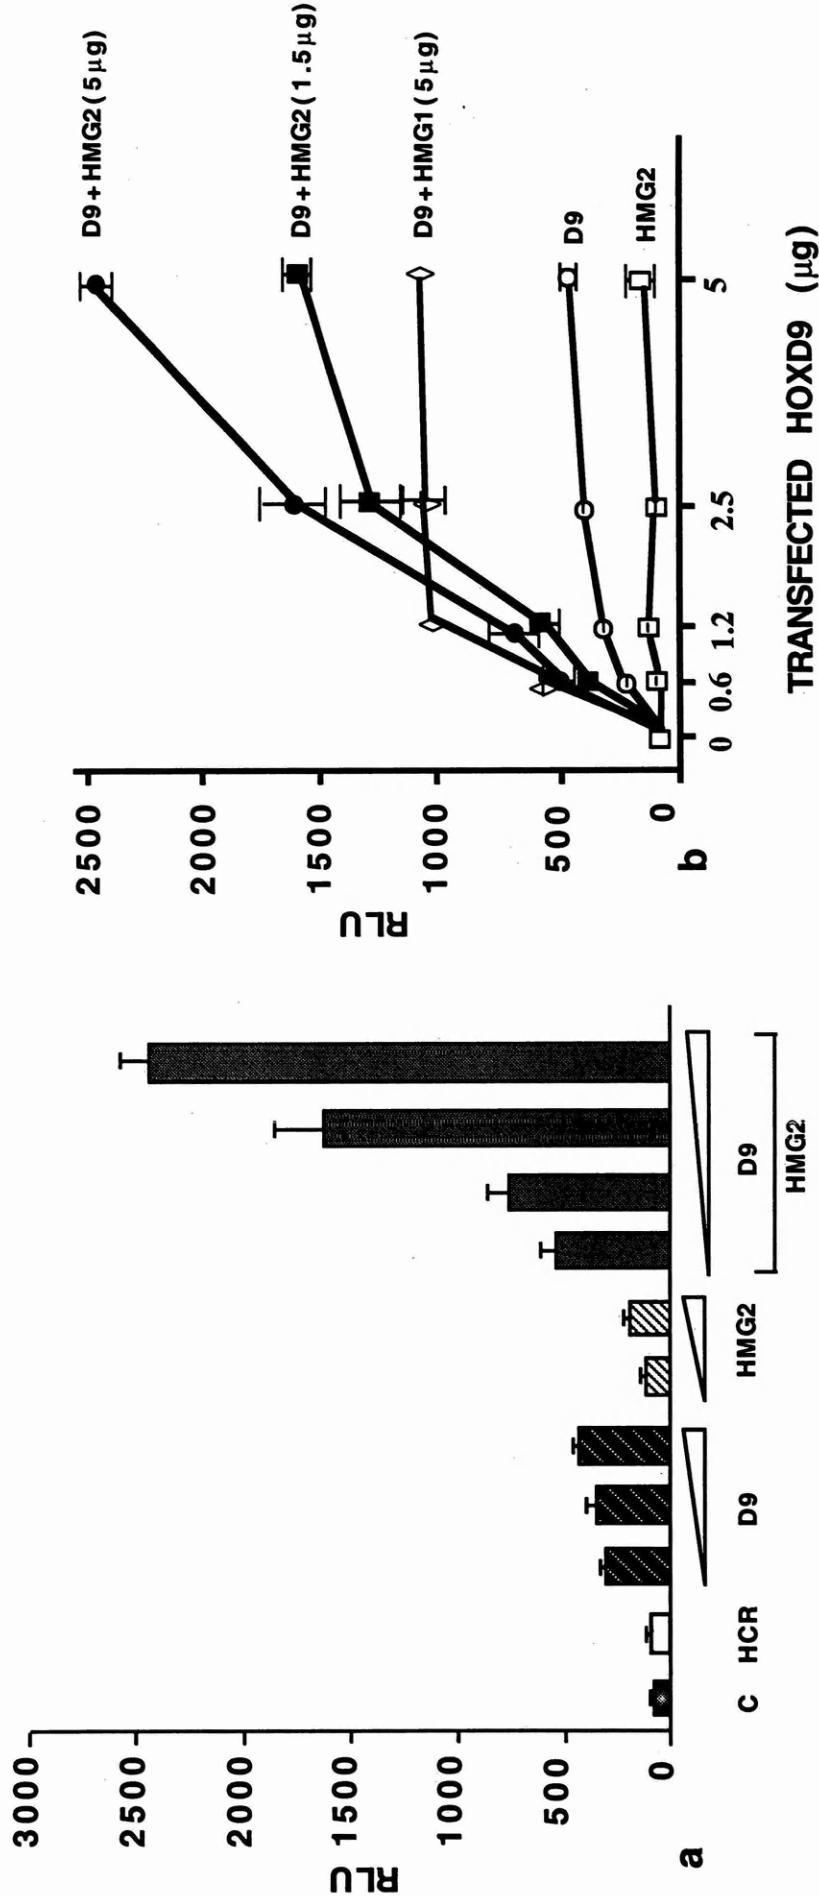 3000
2500
2000
1500
1000
500
0
RLU
a
C HCR D9 HMG2 D9
HMG2
2500
2000
1500
1000
500
0
RLU
b
D9+HMG2(5μg)
D9+HMG2(1.5μg)
D9+HMG1(5μg)
D9
HMG2
0 0.6 1.2 2.5 5
TRANSFECTED HOXD9 (μg)